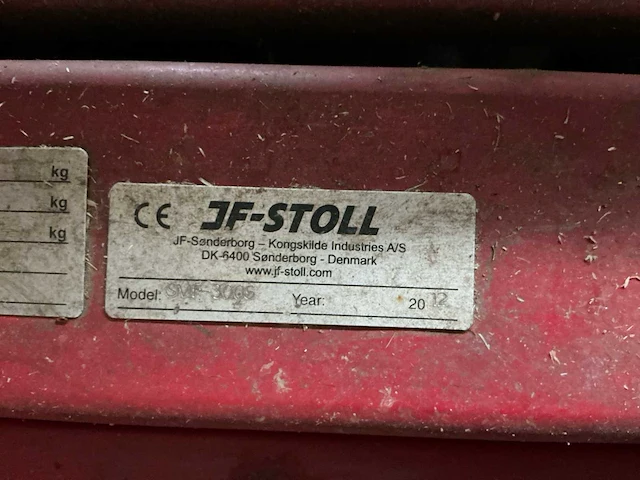 kg
kg
kg
CE JF-STOLL
JF-Sønderborg – Kongskilde Industries A/S
DK-6400 Sønderborg - Denmark
www.jf-stoll.com
Model: Year: 2012